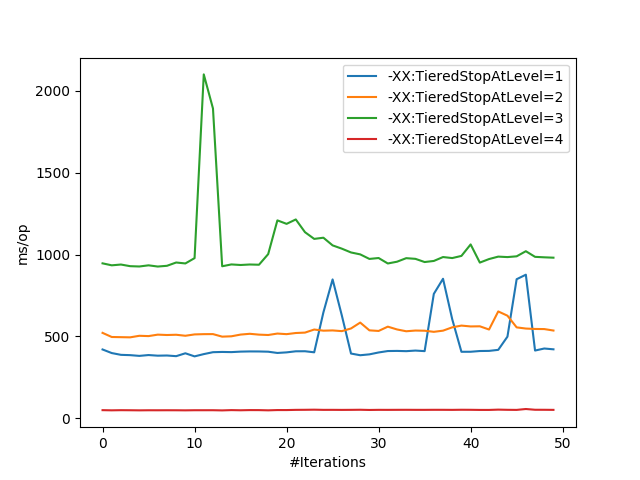 -XX:TieredStopAtLevel=1
-XX:TieredStopAtLevel=2
-XX:TieredStopAtLevel=3
-XX:TieredStopAtLevel=4
ms/op
2000
1500
1000
500
0
0 10 20 30 40 50
#Iterations